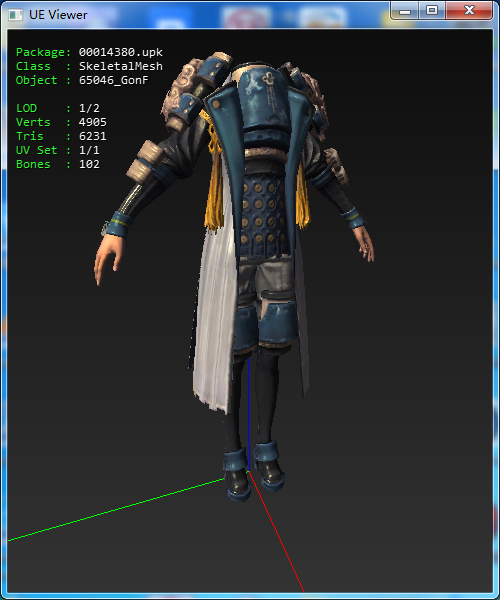 UE Viewer
Package: 00014380.upk
Class : SkeletalMesh
Object : 65046_GonF
LOD : 1/2
Verts : 4905
Tris : 6231
UV Set : 1/1
Bones : 102